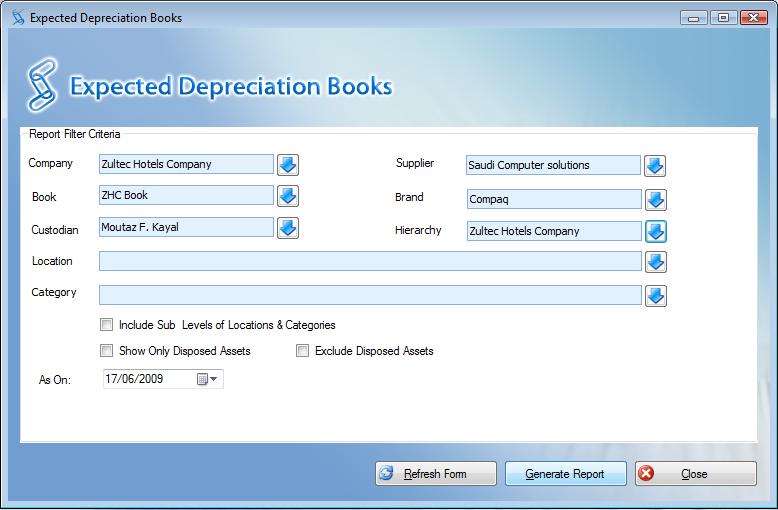 Expected Depreciation Books
Expected Depreciation Books
Report Filter Criteria
Company Zultec Hotels Company Supplier Saudi Computer solutions
Book ZHC Book Brand Compaq
Custodian Moutaz F. Kayal Hierarchy Zultec Hotels Company
Location
Category
Include Sub Levels of Locations & Categories
Show Only Disposed Assets Exclude Disposed Assets
As On: 17/06/2009
Refresh Form Generate Report Close